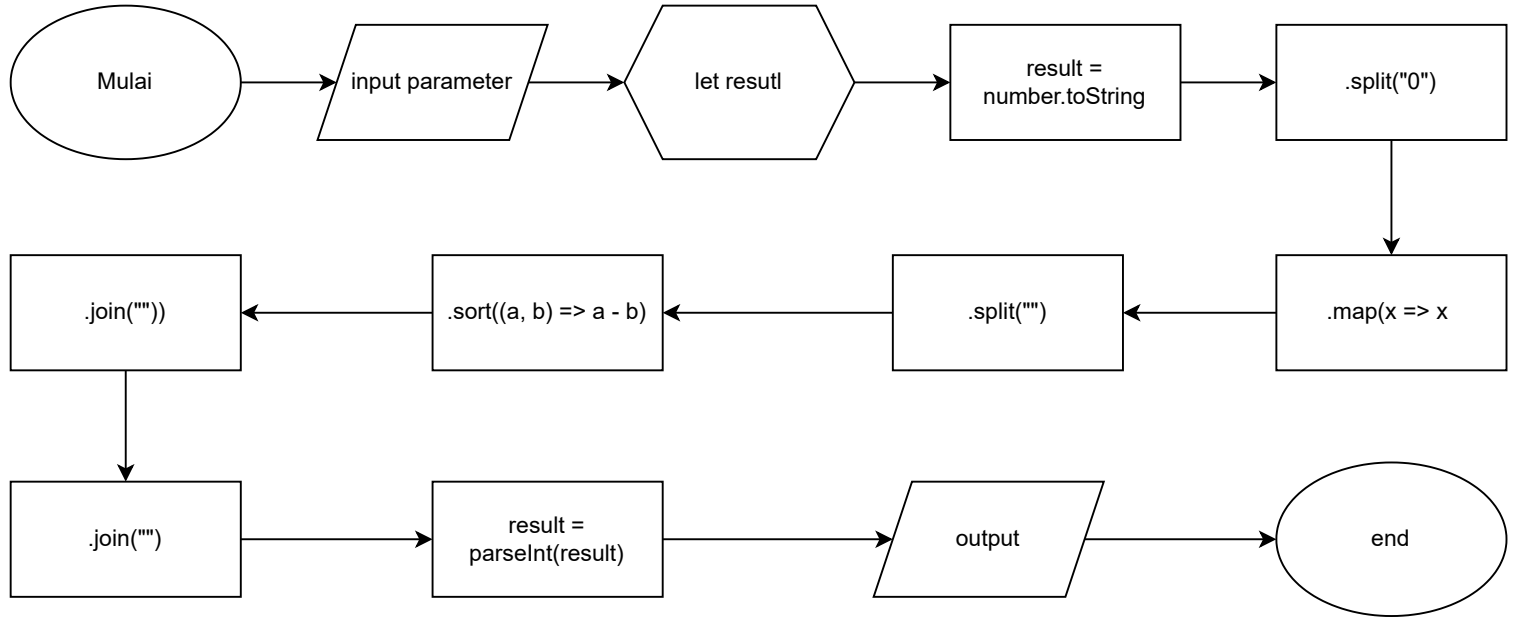 Mulai
input parameter
let resutl
result =
number.toString
.split("0")
.map(x => x
.split("")
.sort((a, b) => a - b)
.join(""))
.join("")
result =
parseInt(result)
output
end